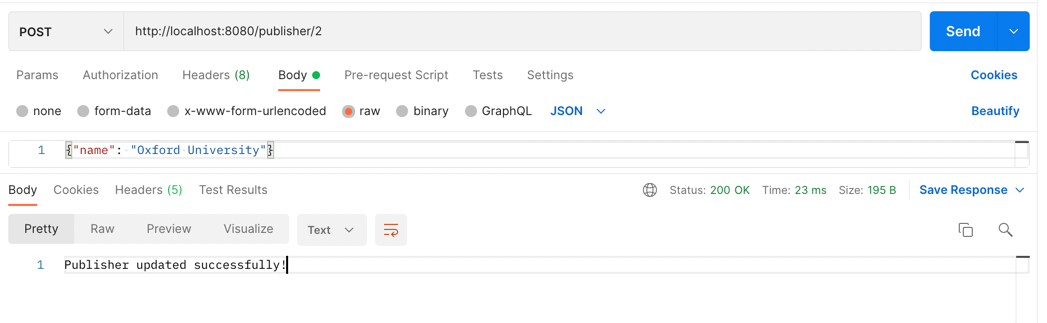 POST http://localhost:8080/publisher/2 Send
Params Authorization Headers (8) Body Pre-request Script Tests Settings Cookies
none form-data x-www-form-urlencoded raw binary GraphQL JSON Beautify
1 {"name": "Oxford University"}
Body Cookies Headers (5) Test Results Status: 200 OK Time: 23 ms Size: 195 B Save Response
Pretty Raw Preview Visualize Text
1 Publisher updated successfully!